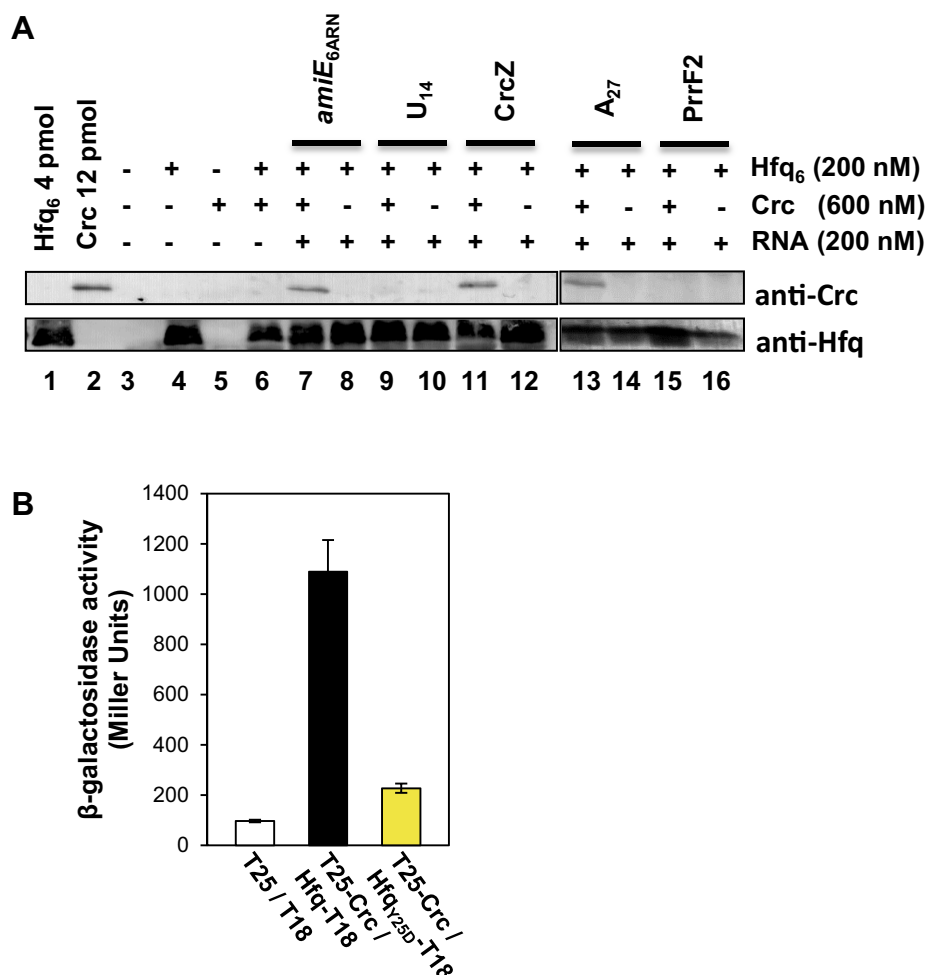 A
amiE6ARN
U14
CrcZ
A27
PrrF2
Hfq6 4 pmol
Crc 12 pmol
- + - + + + + + + + + + + + Hfq6 (200 nM)
- - + + + - + - + - + - + - Crc (600 nM)
- - - - + + + + + + + + + + RNA (200 nM)
anti-Crc
anti-Hfq
1 2 3 4 5 6 7 8 9 10 11 12 13 14 15 16
B
β-galactosidase activity
(Miller Units)
1400
1200
1000
800
600
400
200
0
T25 / T18
T25-Crc /
Hfq-T18
T25-Crc /
HfqY25D-T18